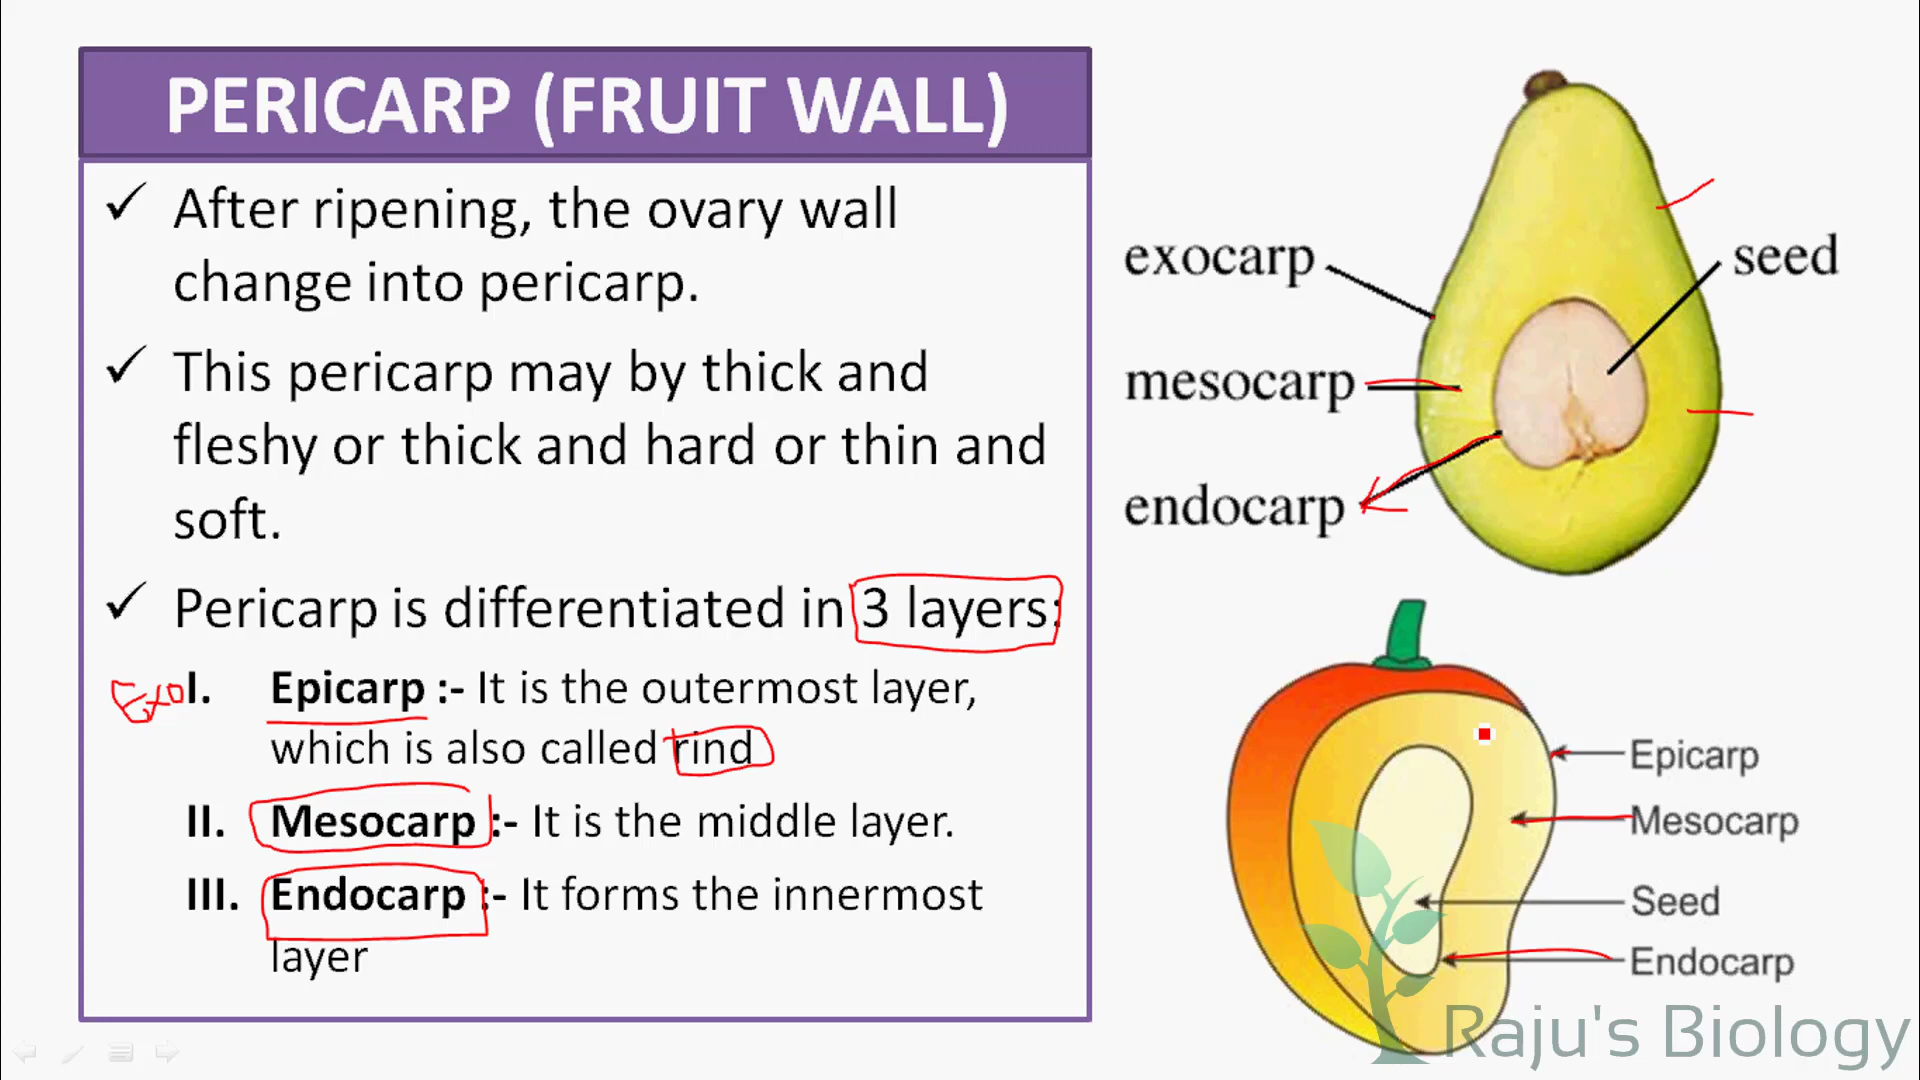 PERICARP (FRUIT WALL)
✓ After ripening, the ovary wall
change into pericarp.
✓ This pericarp may by thick and
fleshy or thick and hard or thin and
soft.
✓ Pericarp is differentiated in 3 layers:
Exo
I. Epicarp :- It is the outermost layer,
which is also called rind
II. Mesocarp :- It is the middle layer.
III. Endocarp :- It forms the innermost
layer
exocarp
seed
mesocarp
endocarp
Epicarp
Mesocarp
Seed
Endocarp
Raju's Biology